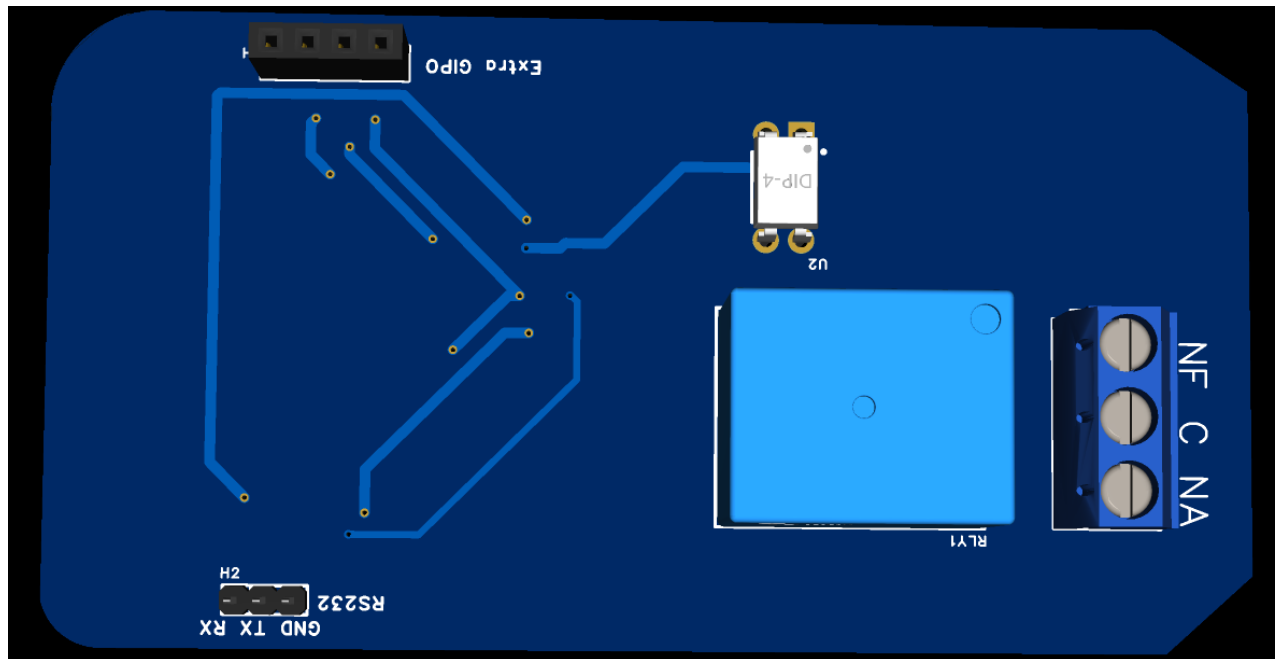 Extra GIPO
DIP-4
U2
NF
C
NA
RLY1
H2
RS232
RX TX GND